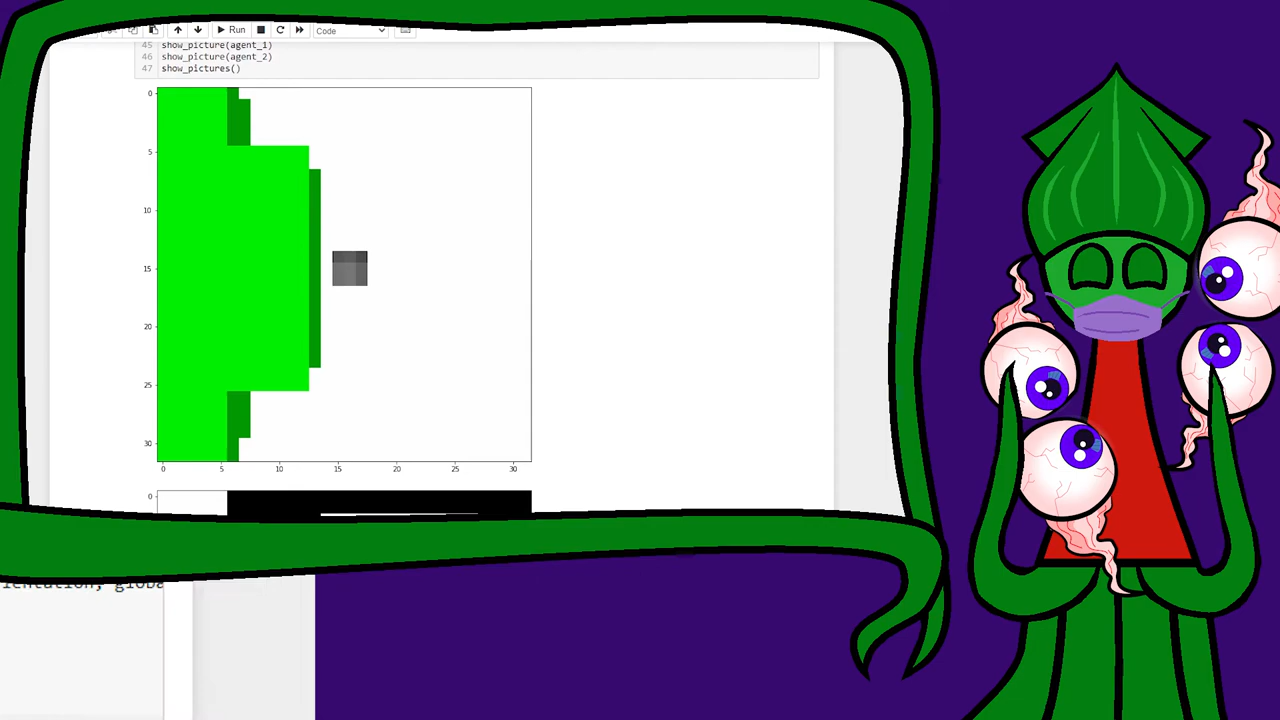 Run
Code
45 show_picture(agent_1)
46 show_picture(agent_2)
47 show_pictures()
0
5
10
15
20
25
30
0 5 10 15 20 25 30
0